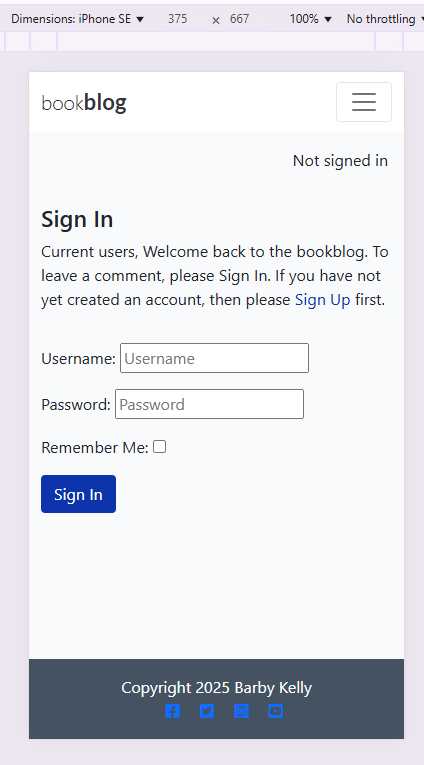 Dimensions: iPhone SE ▼ 375 × 667 100% ▼ No throttling ▼
bookblog
Not signed in
Sign In
Current users, Welcome back to the bookblog. To
leave a comment, please Sign In. If you have not
yet created an account, then please Sign Up first.
Username: Username
Password: Password
Remember Me:
Sign In
Copyright 2025 Barby Kelly